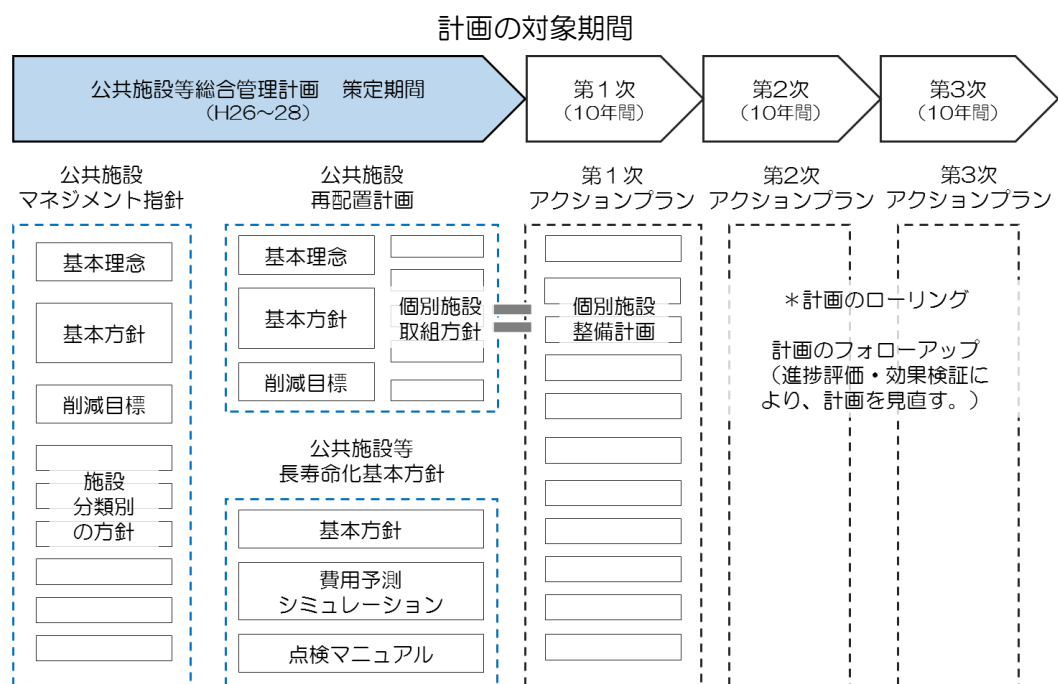 計画の対象期間
公共施設等総合管理計画　策定期間
（H26～28）
第１次
（10年間）
第２次
（10年間）
第３次
（10年間）
公共施設
マネジメント指針
基本理念
基本方針
削減目標
施設
分類別
の方針
公共施設
再配置計画
基本理念
基本方針
削減目標
個別施設
取組方針
公共施設等
長寿命化基本方針
基本方針
費用予測
シミュレーション
点検マニュアル
第１次
アクションプラン
個別施設
整備計画
第２次
アクションプラン
第３次
アクションプラン
＊計画のローリング
計画のフォローアップ
（進捗評価・効果検証に
より、計画を見直す。）